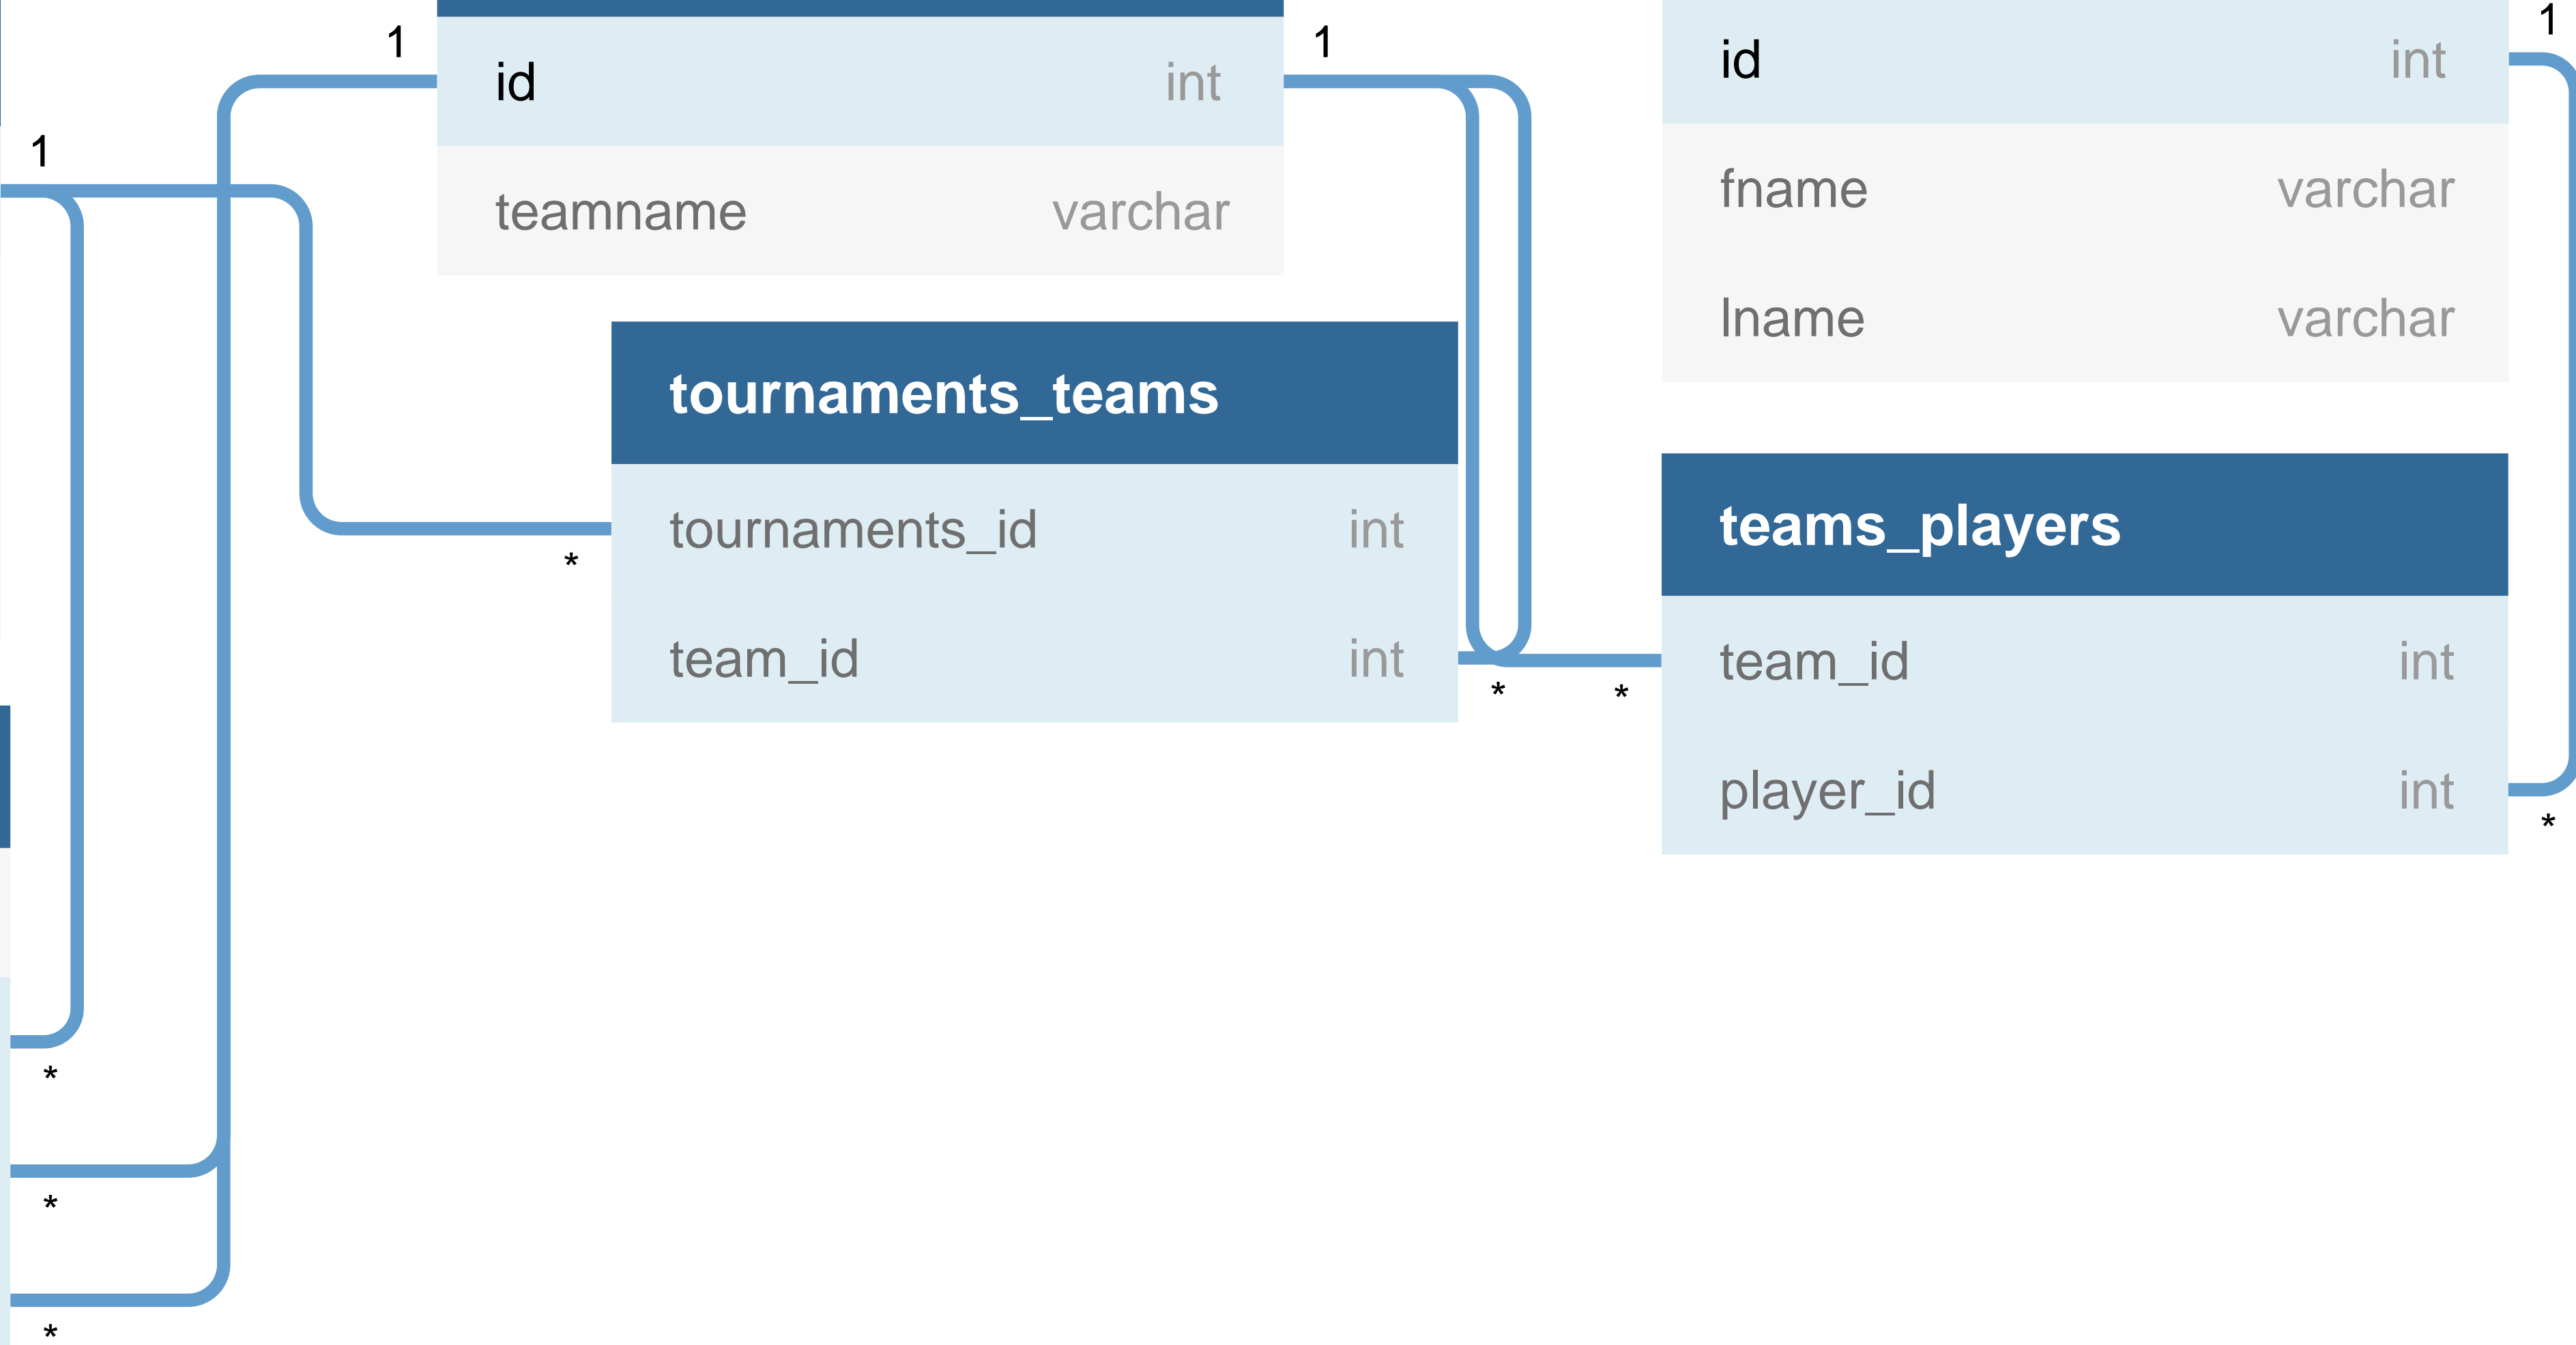 1
1
id int
teamname varchar
1
id int
fname varchar
lname varchar
1
tournaments_teams
tournaments_id int
team_id int
*
*
teams_players
team_id int
player_id int
*
*
*
*
*